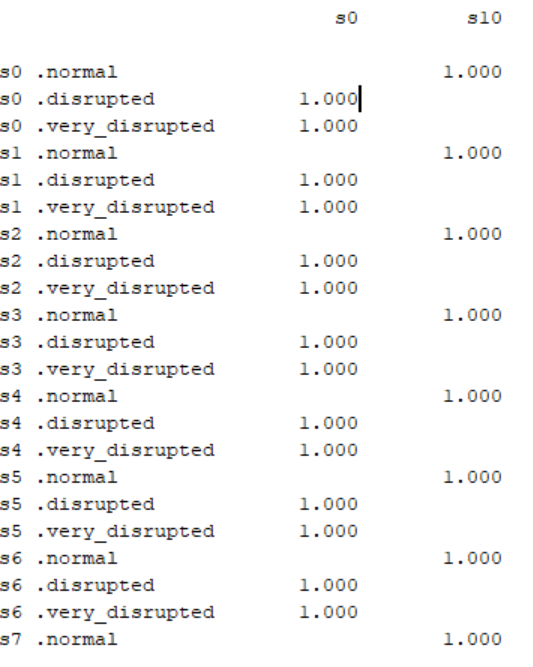 s0 s10
s0 .normal 1.000
s0 .disrupted 1.000
s0 .very_disrupted 1.000
s1 .normal 1.000
s1 .disrupted 1.000
s1 .very_disrupted 1.000
s2 .normal 1.000
s2 .disrupted 1.000
s2 .very_disrupted 1.000
s3 .normal 1.000
s3 .disrupted 1.000
s3 .very_disrupted 1.000
s4 .normal 1.000
s4 .disrupted 1.000
s4 .very_disrupted 1.000
s5 .normal 1.000
s5 .disrupted 1.000
s5 .very_disrupted 1.000
s6 .normal 1.000
s6 .disrupted 1.000
s6 .very_disrupted 1.000
s7 .normal 1.000